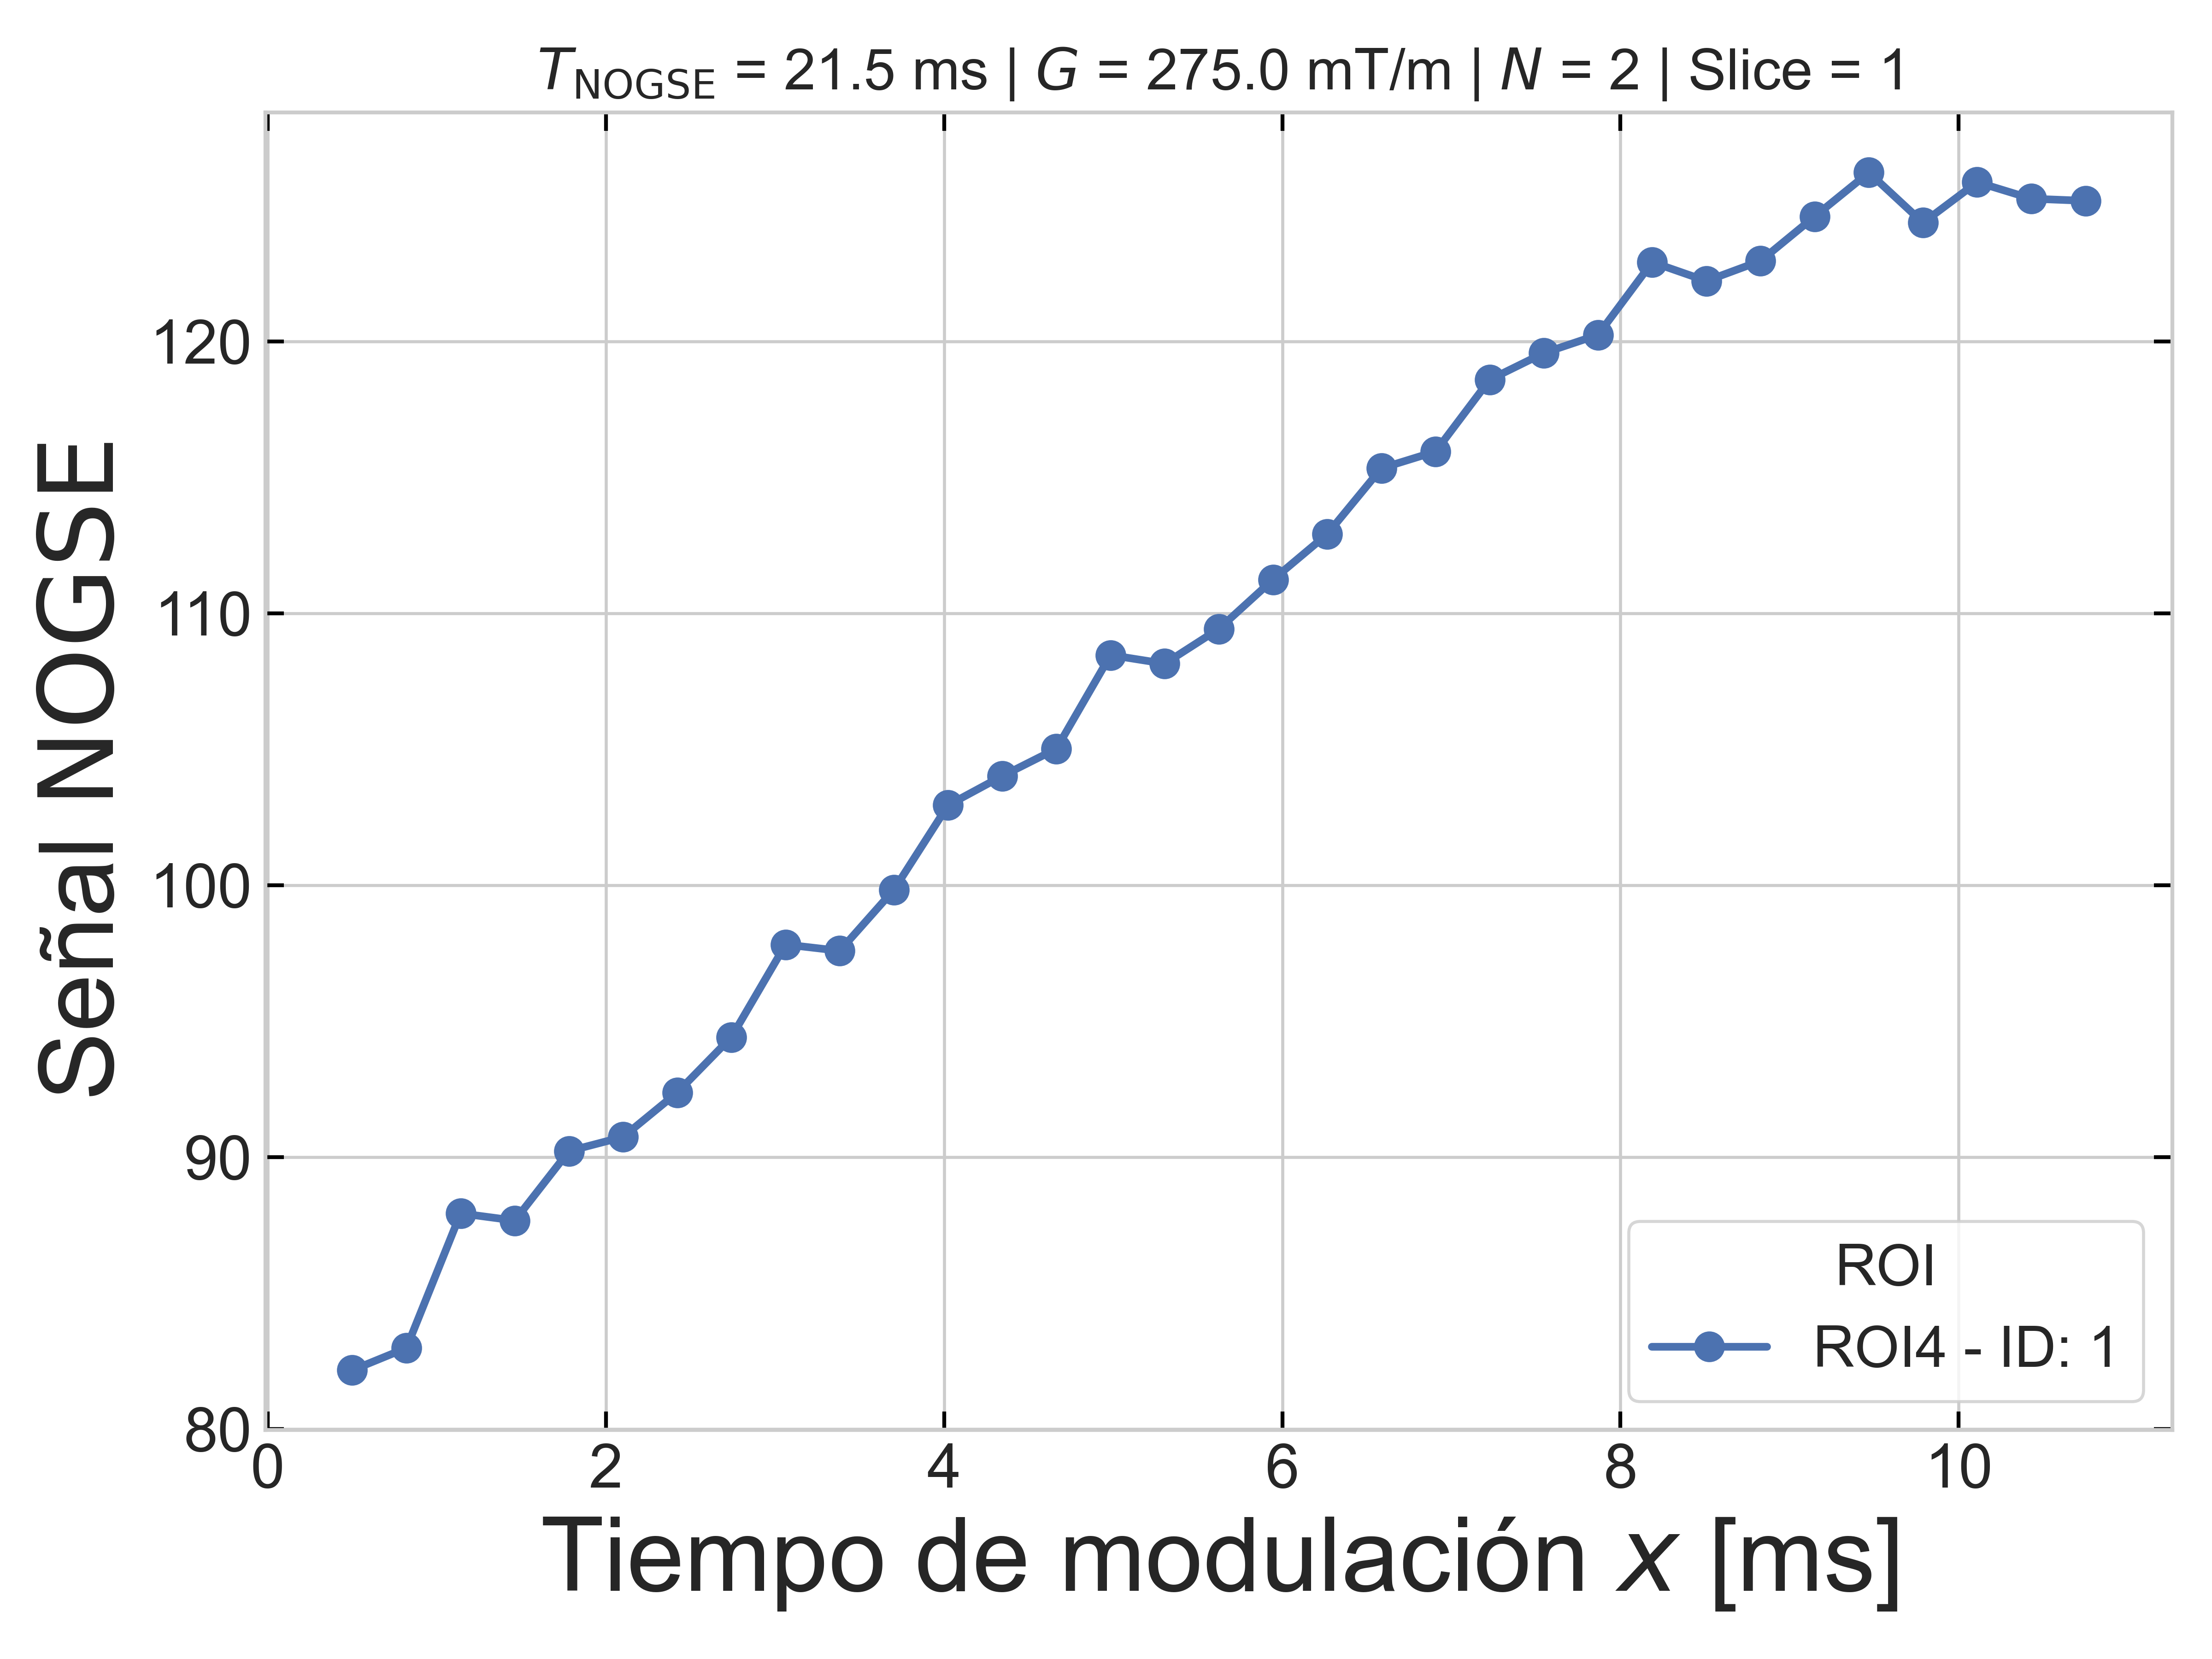 T_NOGSE = 21.5 ms | G = 275.0 mT/m | N = 2 | Slice = 1
Señal NOGSE
120
110
100
90
80
0 2 4 6 8 10
Tiempo de modulación x [ms]
ROI
ROI4 - ID: 1